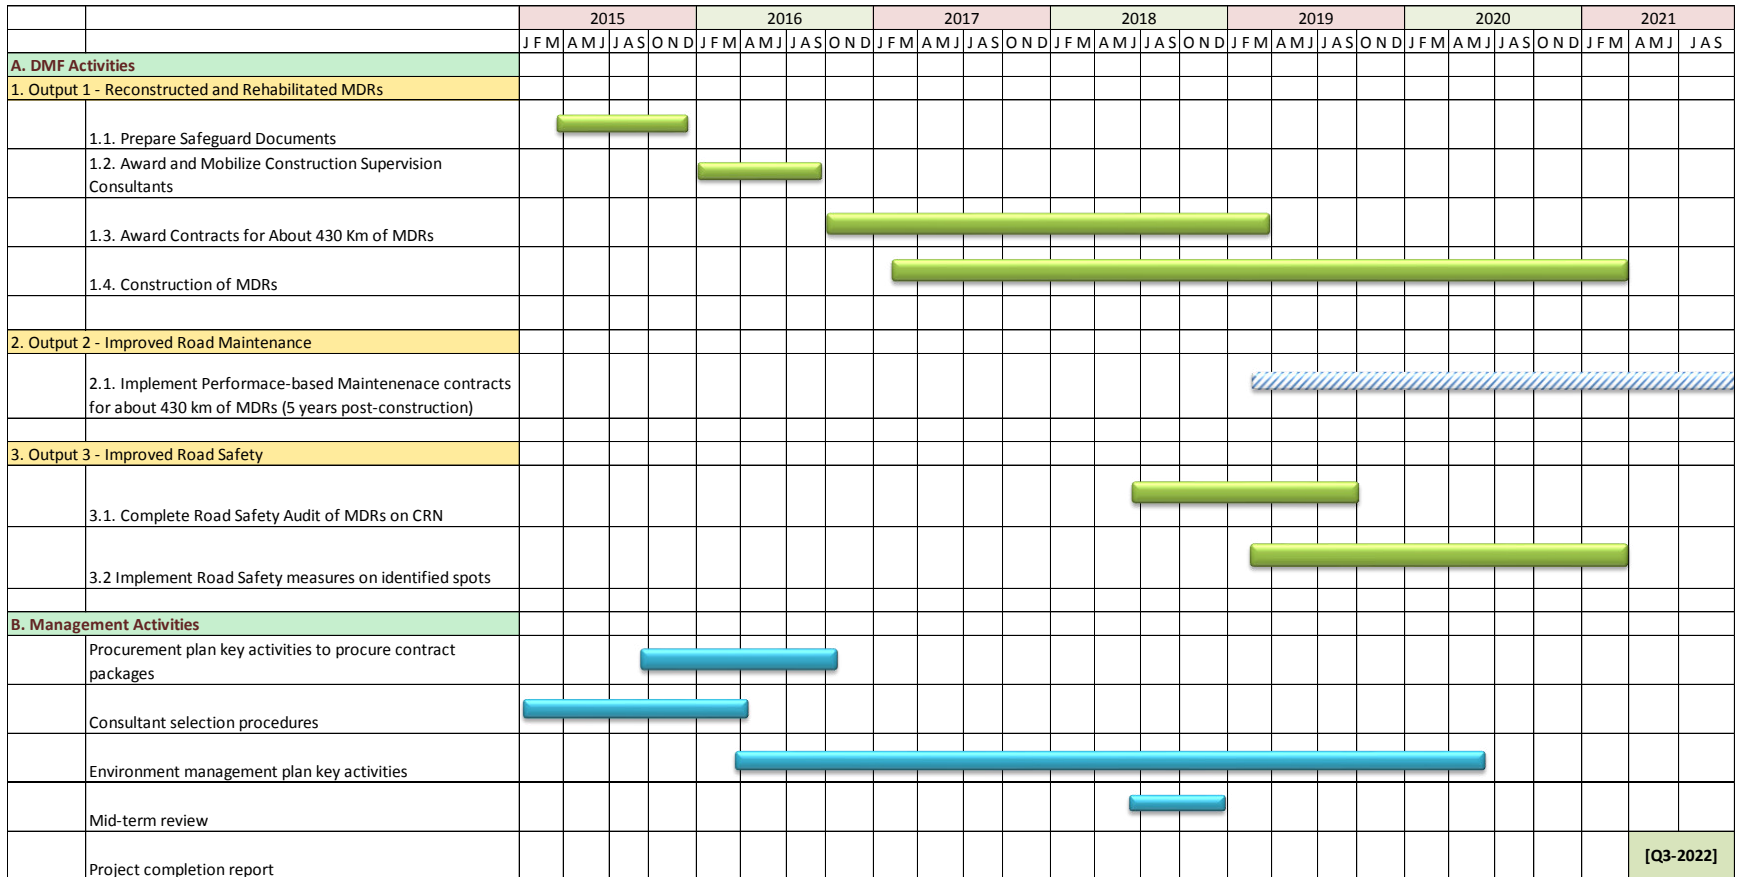 2015 2016 2017 2018 2019 2020 2021
J F M A M J J A S O N D J F M A M J J A S O N D J F M A M J J A S O N D J F M A M J J A S O N D J F M A M J J A S O N D J F M A M J J A S O N D J F M A M J J A S
A. DMF Activities
1. Output 1 - Reconstructed and Rehabilitated MDRs
1.1. Prepare Safeguard Documents
1.2. Award and Mobilize Construction Supervision
Consultants
1.3. Award Contracts for About 430 Km of MDRs
1.4. Construction of MDRs
2. Output 2 - Improved Road Maintenance
2.1. Implement Performace-based Maintenenace contracts
for about 430 km of MDRs (5 years post-construction)
3. Output 3 - Improved Road Safety
3.1. Complete Road Safety Audit of MDRs on CRN
3.2 Implement Road Safety measures on identified spots
B. Management Activities
Procurement plan key activities to procure contract
packages
Consultant selection procedures
Environment management plan key activities
Mid-term review
Project completion report [Q3-2022]